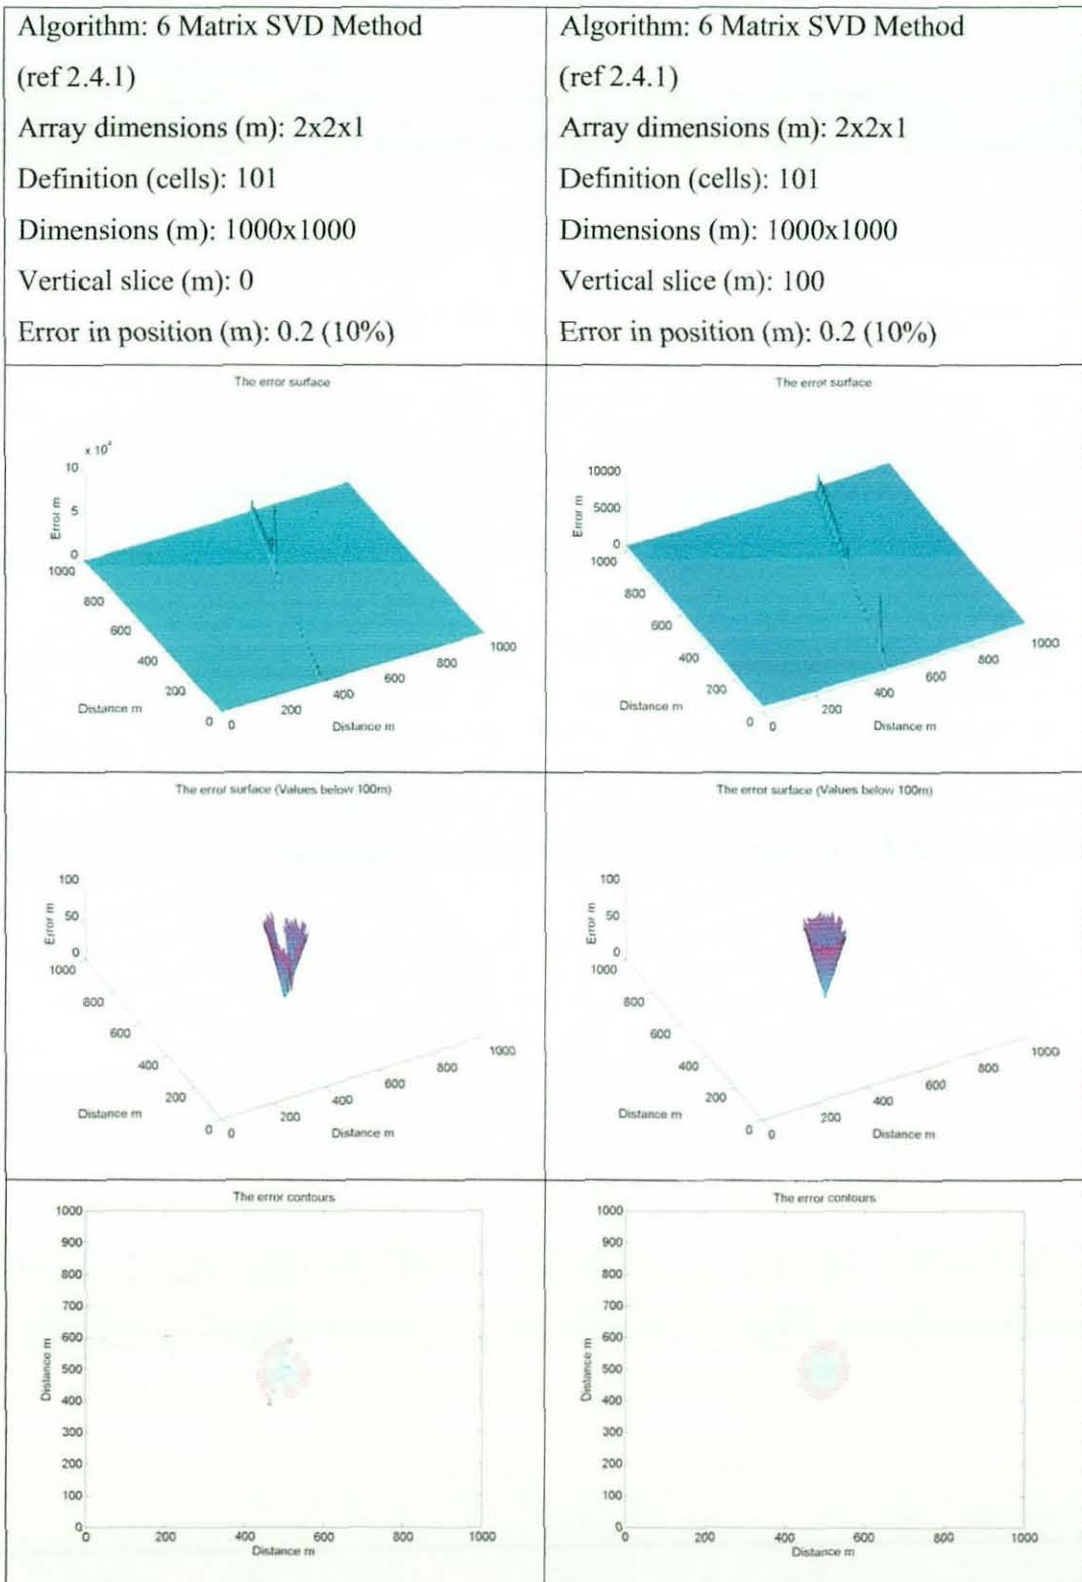 Algorithm: 6 Matrix SVD Method
(ref 2.4.1)
Array dimensions (m): 2x2x1
Definition (cells): 101
Dimensions (m): 1000x1000
Vertical slice (m): 0
Error in position (m): 0.2 (10%)
Algorithm: 6 Matrix SVD Method
(ref 2.4.1)
Array dimensions (m): 2x2x1
Definition (cells): 101
Dimensions (m): 1000x1000
Vertical slice (m): 100
Error in position (m): 0.2 (10%)
The error surface
10
5
0
Error m
1000
800
600
400
200
0
Distance m
0
200
400
600
800
1000
Distance m
The error surface
10000
5000
0
Error m
1000
800
600
400
200
0
Distance m
0
200
400
600
800
1000
Distance m
The error surface (Values below 100m)
100
50
0
Error m
1000
800
600
400
200
0
Distance m
0
200
400
600
800
1000
Distance m
The error surface (Values below 100m)
100
50
0
Error m
1000
800
600
400
200
0
Distance m
0
200
400
600
800
1000
Distance m
The error contours
1000
900
800
700
600
500
400
300
200
100
0
Distance m
0
200
400
600
800
1000
Distance m
The error contours
1000
900
800
700
600
500
400
300
200
100
0
Distance m
0
200
400
600
800
1000
Distance m